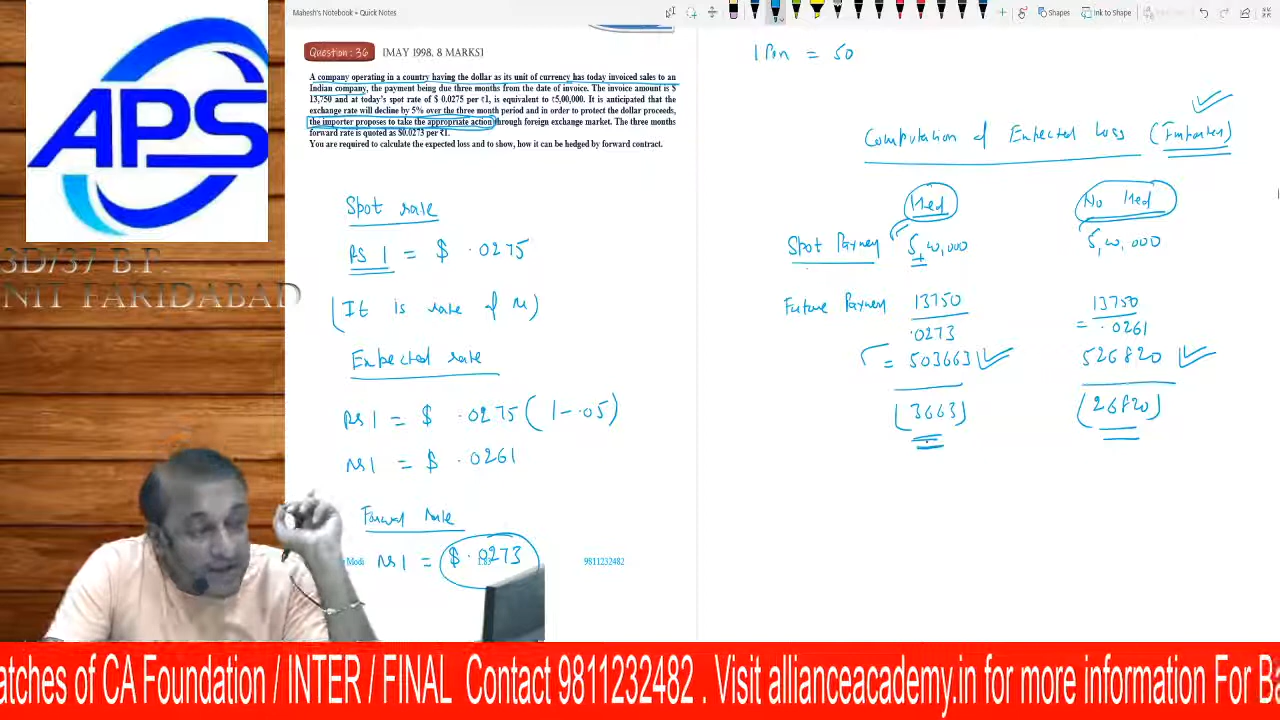 Mahesh's Notebook » Quick Notes
Shapes
Ink to Shape
APS
3D/37 B.P.
NIT FARIDABAD
Question : 36 [MAY 1998, 8 MARKS]
A company operating in a country having the dollar as its unit of currency has today invoiced sales to an
Indian company, the payment being due three months from the date of invoice. The invoice amount is $
13,750 and at today's spot rate of $ 0.0275 per ₹1, is equivalent to ₹5,00,000. It is anticipated that the
exchange rate will decline by 5% over the three month period and in order to protect the dollar proceeds,
the importer proposes to take the appropriate action through foreign exchange market. The three months
forward rate is quoted as $0.0273 per ₹1.
You are required to calculate the expected loss and to show, how it can be hedged by forward contract.
Spot rate
RS 1 = $ .0275
(It is rate of
Expected rate
RS 1 = $ .0275 (1 - .05)
RS 1 = $ .0261
Forward rate
RS 1 = $ .0273
Modi
1.83
9811232482
= 50
Computation of Expected Loss (Importer)
Hed No Hed
Spot Payment 5,00,000 5,00,000
Future Payment 13750 13750
.0273 = .0261
= 503663 526820
(3663) (26820)
atches of CA Foundation / INTER / FINAL Contact 9811232482 . Visit allianceacademy.in for more information For Ba